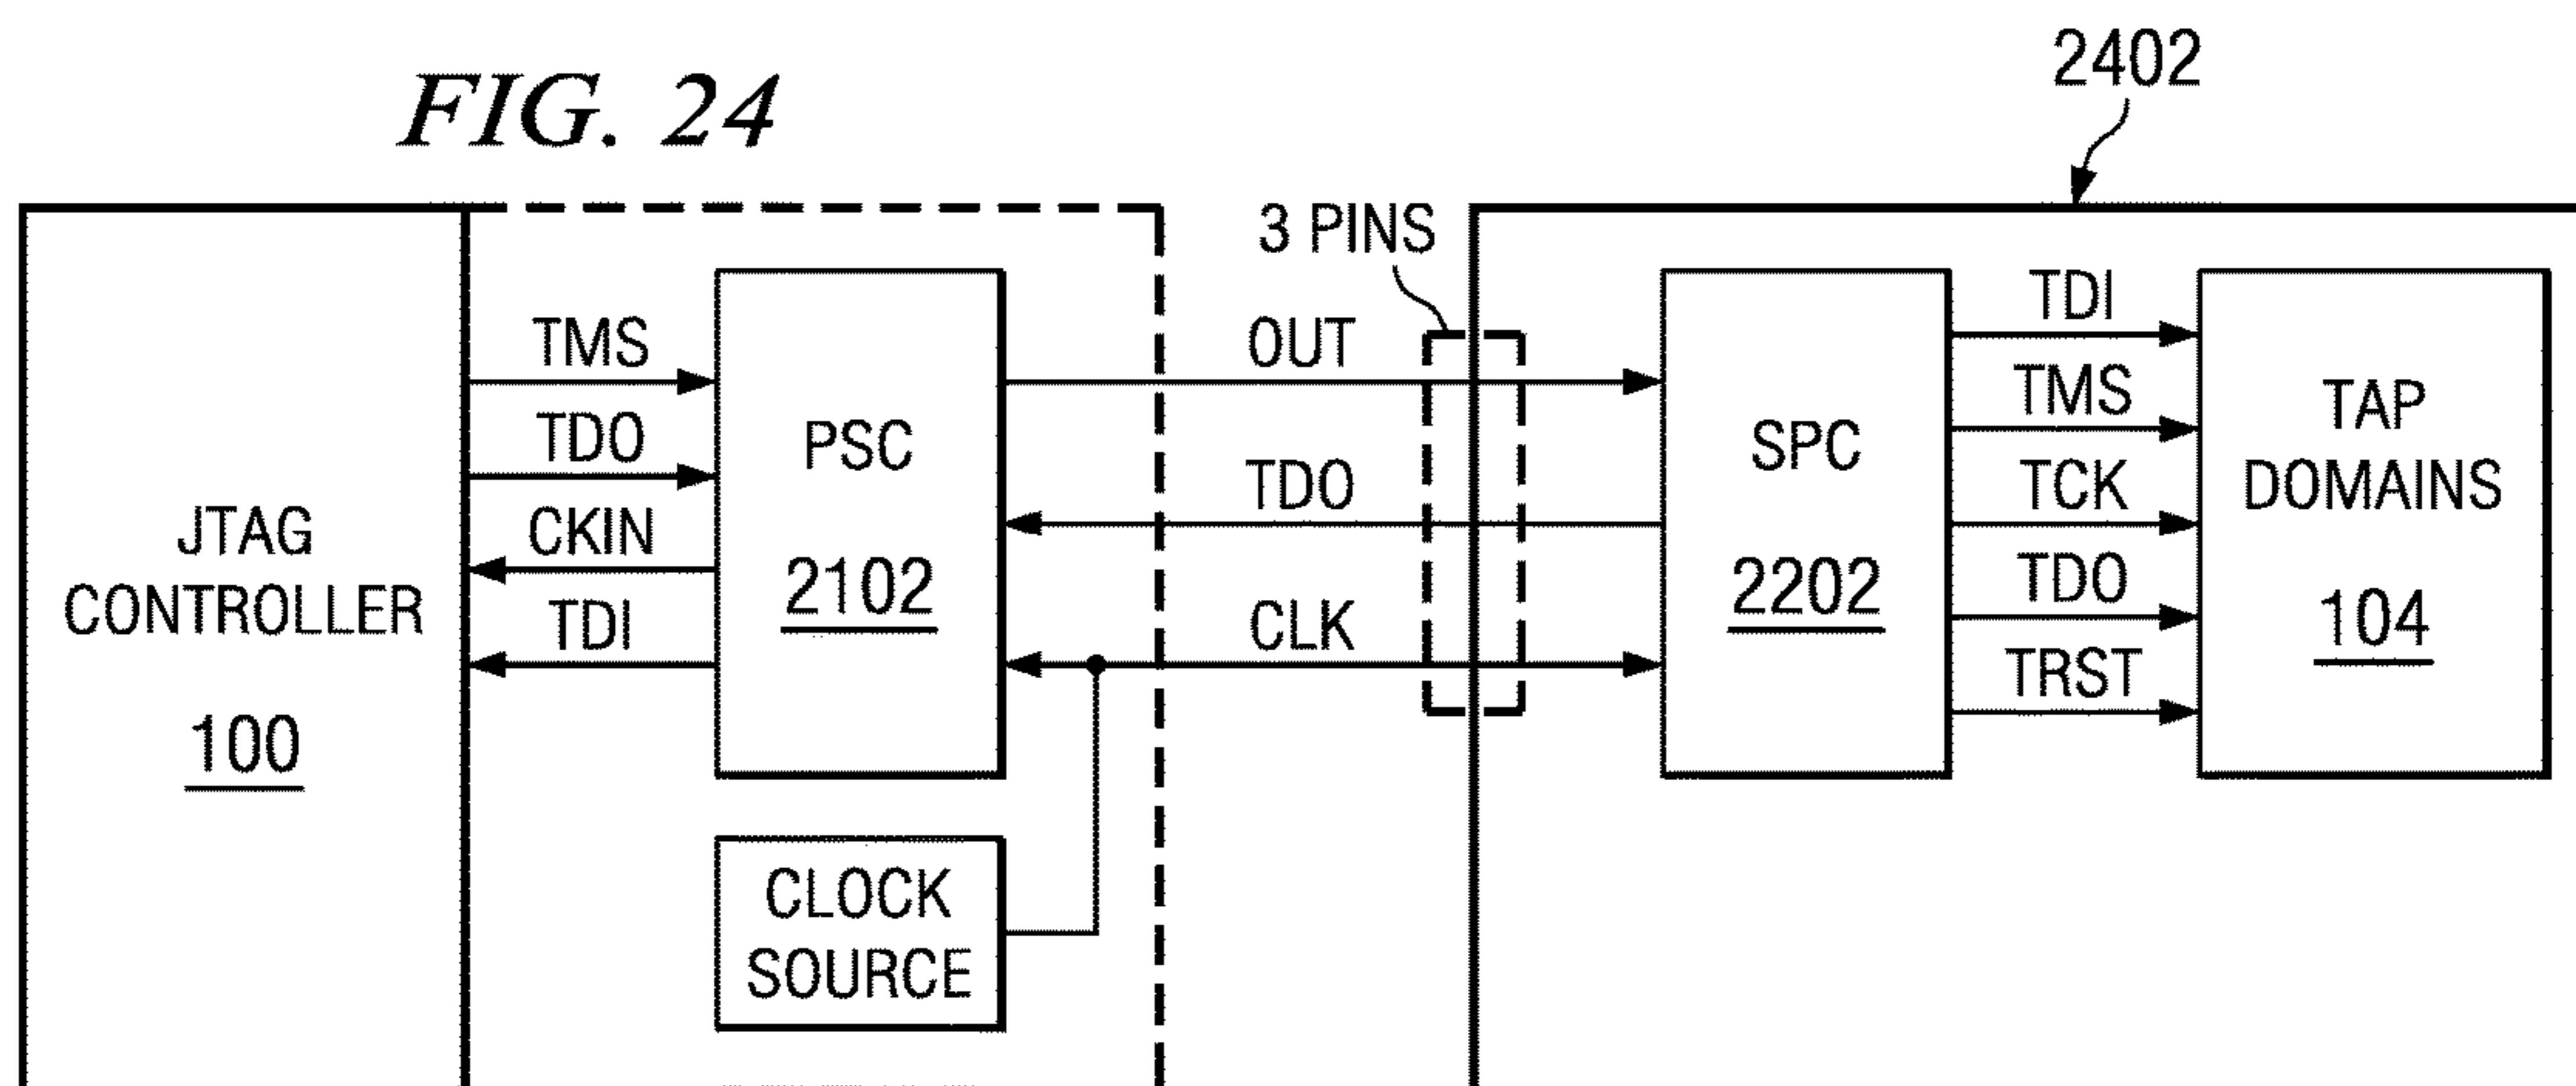 FIG. 24
2402
3 PINS
JTAG
CONTROLLER
100
TMS
TDO
CKIN
TDI
PSC
2102
CLOCK
SOURCE
OUT
TDO
CLK
SPC
2202
TDI
TMS
TCK
TDO
TRST
TAP
DOMAINS
104